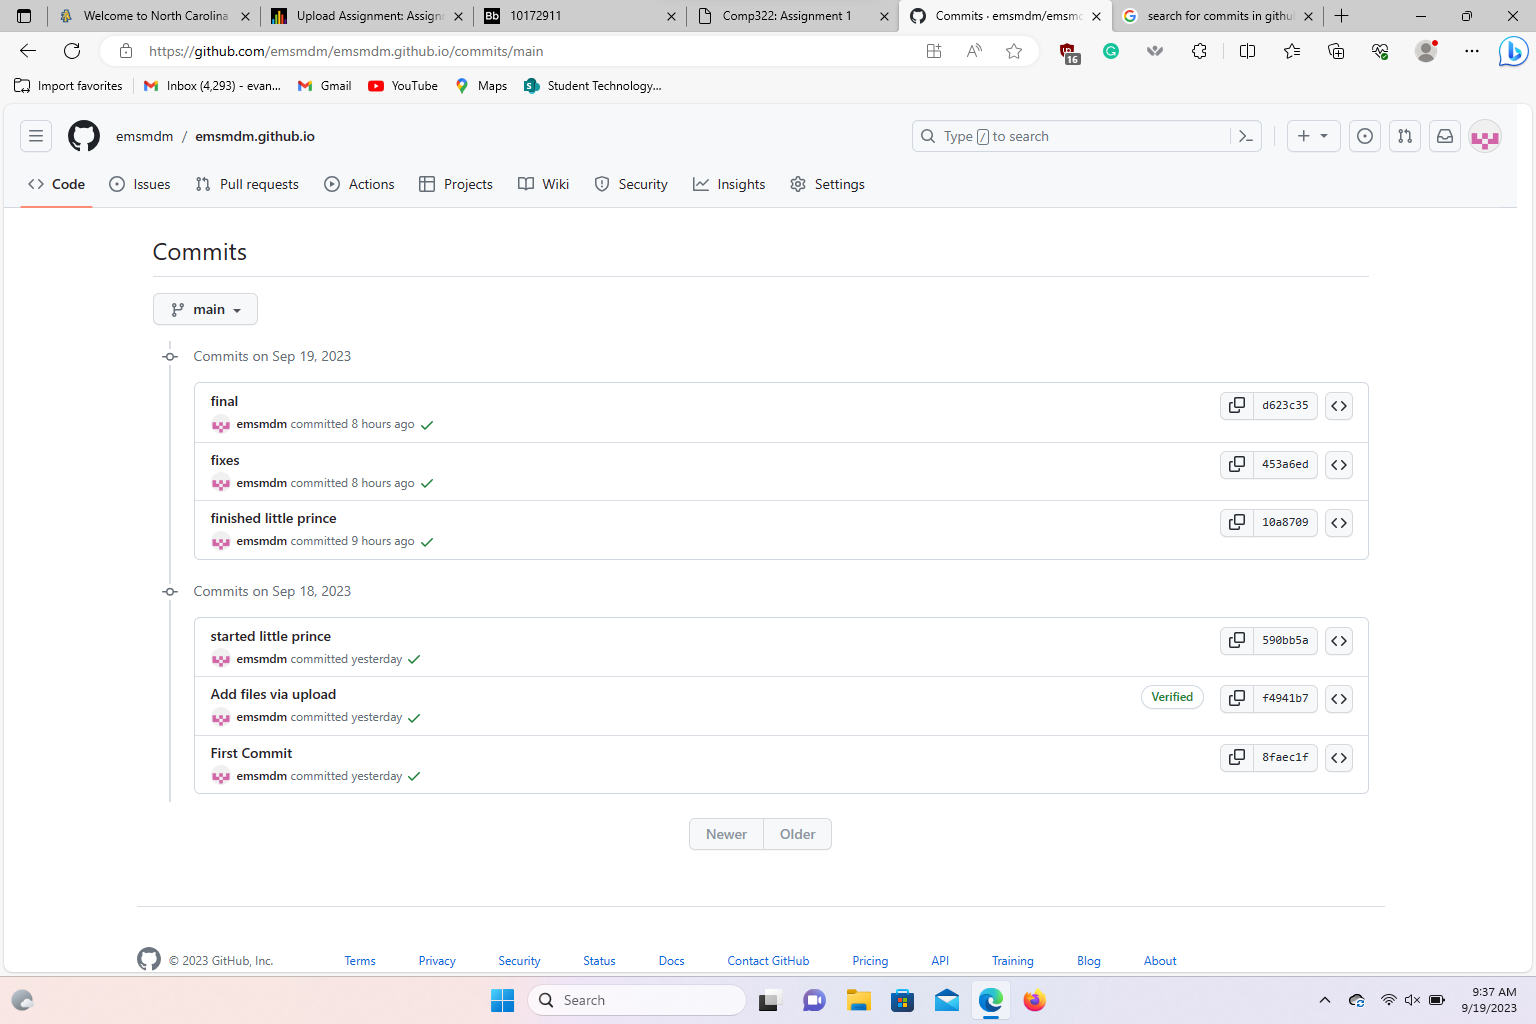 Welcome to North Carolina
Upload Assignment: Assign
Bb 10172911
Comp322: Assignment 1
Commits · emsmdm/emsmd
search for commits in githu
https://github.com/emsmdm/emsmdm.github.io/commits/main
16
Import favorites
Inbox (4,293) - evan...
Gmail
YouTube
Maps
Student Technology...
emsmdm / emsmdm.github.io
Type / to search
Code
Issues
Pull requests
Actions
Projects
Wiki
Security
Insights
Settings
Commits
main
Commits on Sep 19, 2023
final
d623c35
emsmdm committed 8 hours ago
fixes
453a6ed
emsmdm committed 8 hours ago
finished little prince
10a8709
emsmdm committed 9 hours ago
Commits on Sep 18, 2023
started little prince
590bb5a
emsmdm committed yesterday
Add files via upload
Verified
f4941b7
emsmdm committed yesterday
First Commit
8faec1f
emsmdm committed yesterday
Newer
Older
© 2023 GitHub, Inc.
Terms
Privacy
Security
Status
Docs
Contact GitHub
Pricing
API
Training
Blog
About
Search
9:37 AM
9/19/2023